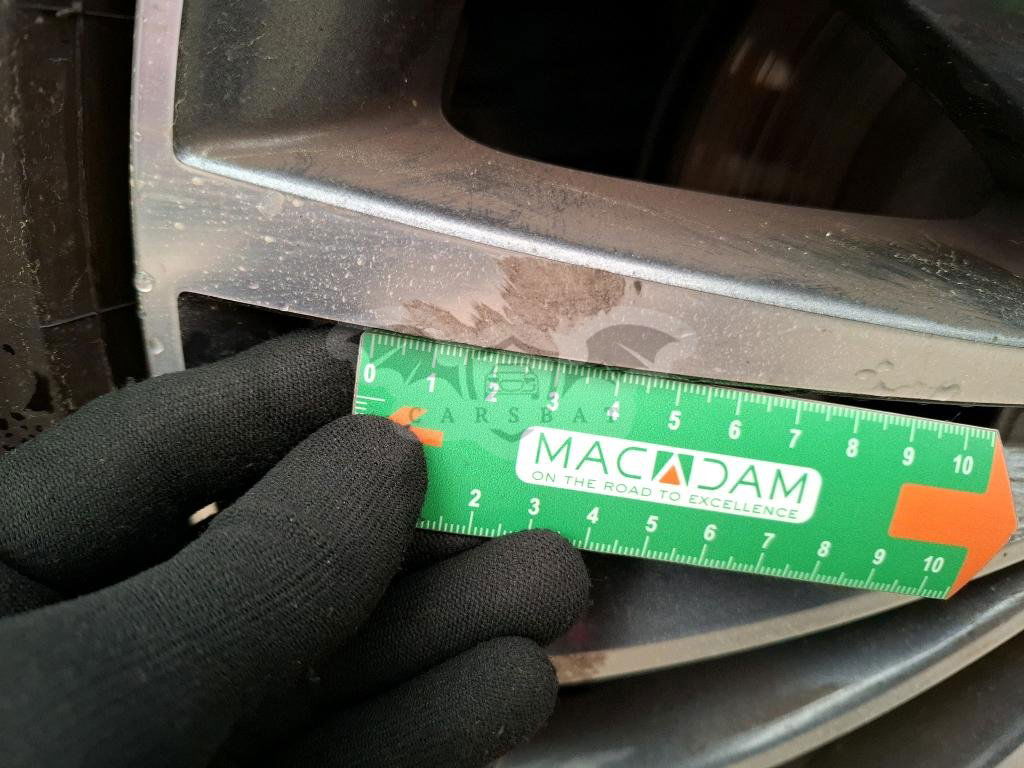 0 1 2 3 4 5 6 7 8 9 10
CARSBAT
MACADAM
ON THE ROAD TO EXCELLENCE
2 3 4 5 6 7 8 9 10